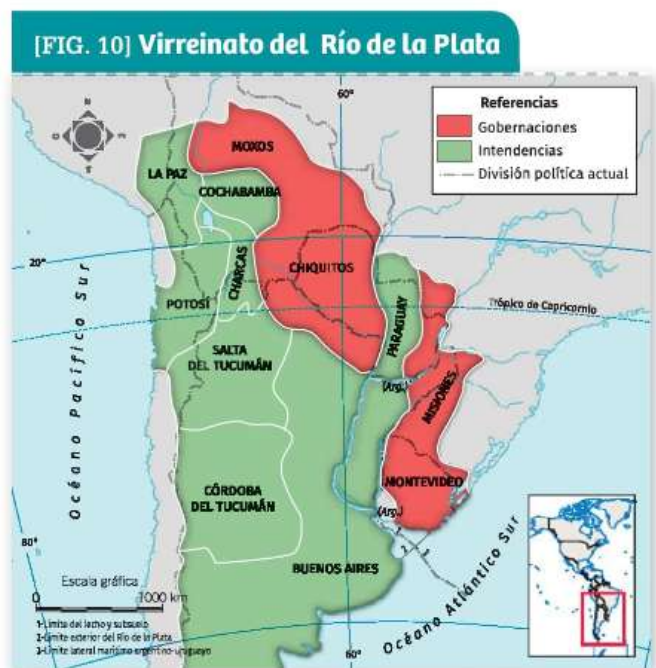 [FIG. 10] Virreinato del Río de la Plata
60°
Referencias
Gobernaciones
Intendencias
División política actual
MOXOS
LA PAZ
COCHABAMBA
20°
CHARCAS
CHIQUITOS
POTOSÍ
PARAGUAY
Trópico de Capricornio
SALTA
DEL TUCUMÁN
(Arg.)
MISIONES
Océano Pacífico Sur
MONTEVIDEO
CÓRDOBA
DEL TUCUMÁN
(Arg.)
1
2
3
80°
BUENOS AIRES
Océano Atlántico Sur
Escala gráfica
0 1000 km
1-Límite del lecho y subsuelo
2-Límite exterior del Río de la Plata
3-Límite lateral marítimo argentino-uruguayo
60°